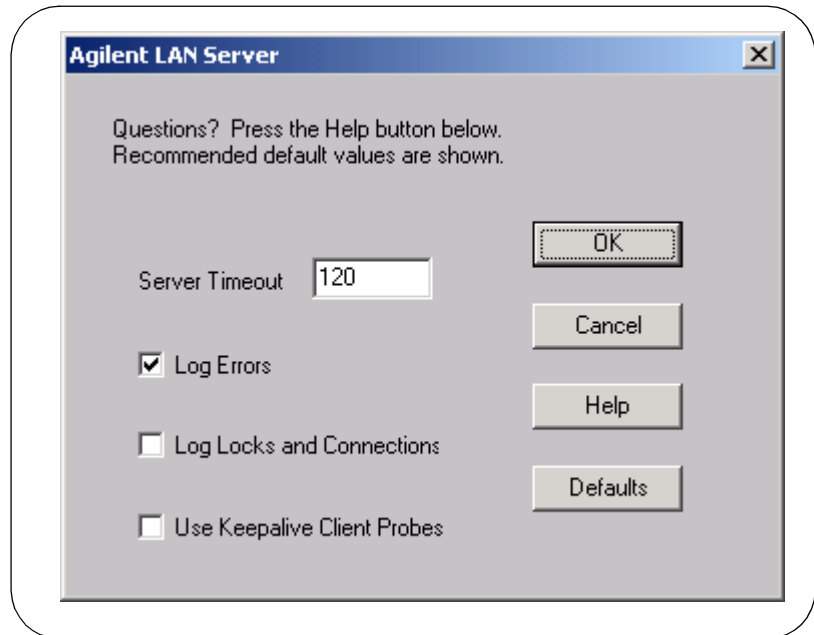 Agilent LAN Server
Questions? Press the Help button below.
Recommended default values are shown.
Server Timeout 120
Log Errors
Log Locks and Connections
Use Keepalive Client Probes
OK
Cancel
Help
Defaults